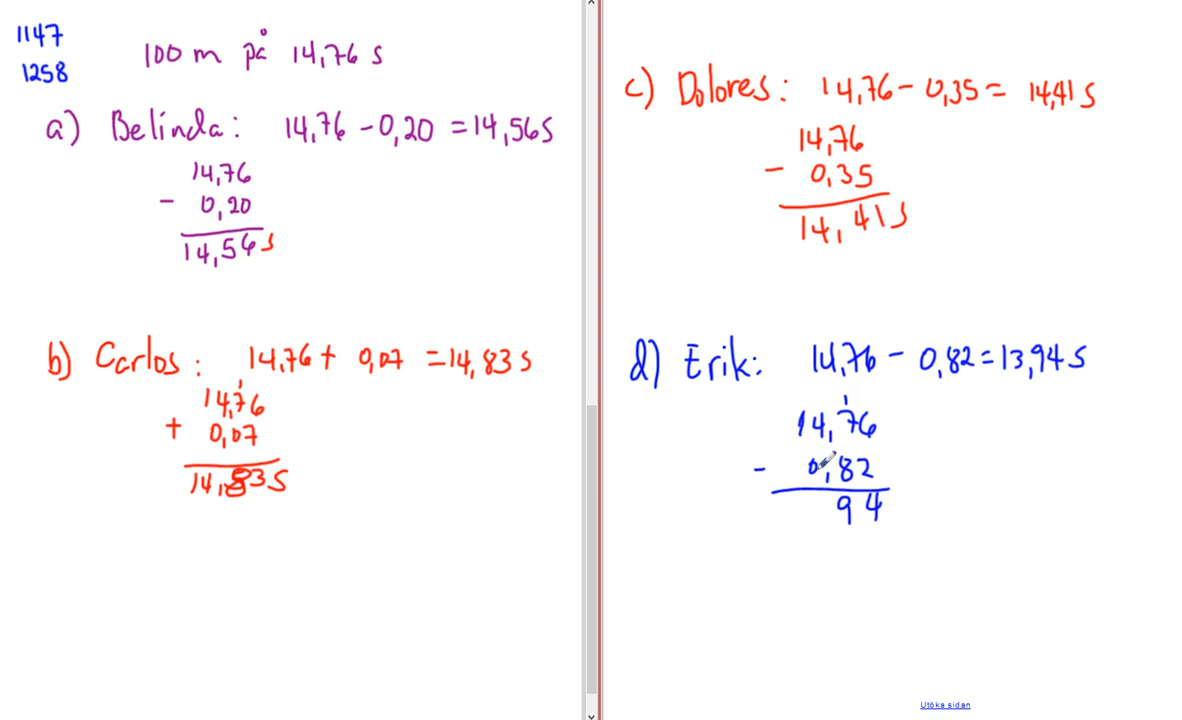 1147
1258
100 m på 14,76 s
a) Belinda: 14,76 - 0,20 = 14,56 s
14,76
- 0,20
14,56 s
b) Carlos: 14,76 + 0,07 = 14,83 s
1
14,76
+ 0,07
14,83 s
c) Dolores: 14,76 - 0,35 = 14,41 s
14,76
- 0,35
14,41 s
d) Erik: 14,76 - 0,82 = 13,94 s
1
14,76
- 0,82
94
Utöka sidan